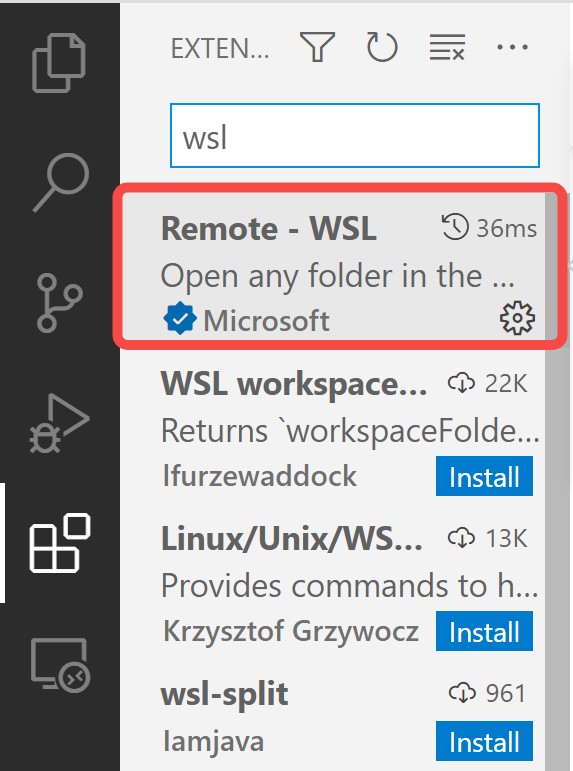 EXTEN...
wsl
Remote - WSL 36ms
Open any folder in the ...
Microsoft
WSL workspace... 22K
Returns `workspaceFolde...
lfurzewaddock Install
Linux/Unix/WS... 13K
Provides commands to h...
Krzysztof Grzywocz Install
wsl-split 961
lamjava Install